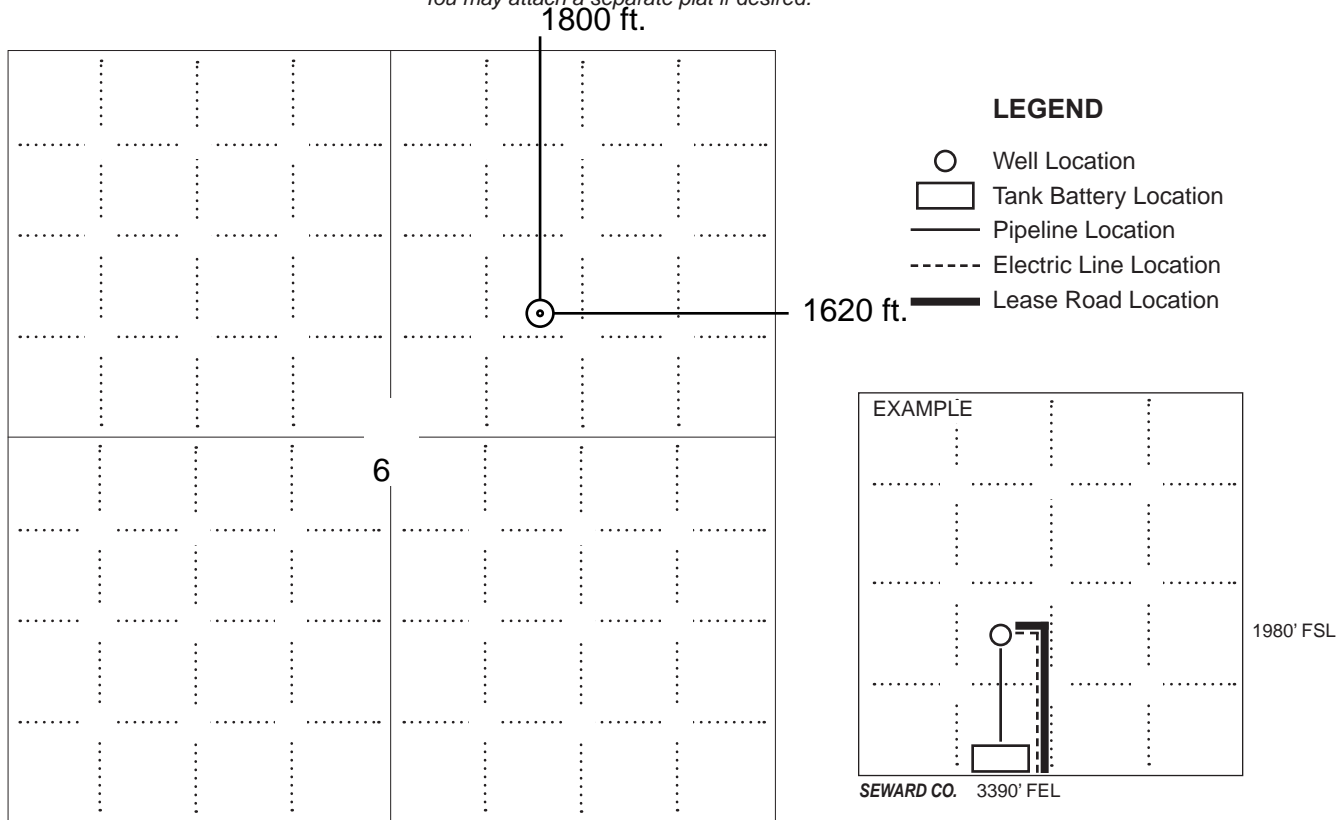 You may attach a separate plat if desired.
1800 ft.
LEGEND
Well Location
Tank Battery Location
Pipeline Location
Electric Line Location
Lease Road Location
1620 ft.
EXAMPLE
6
1980' FSL
SEWARD CO. 3390' FEL